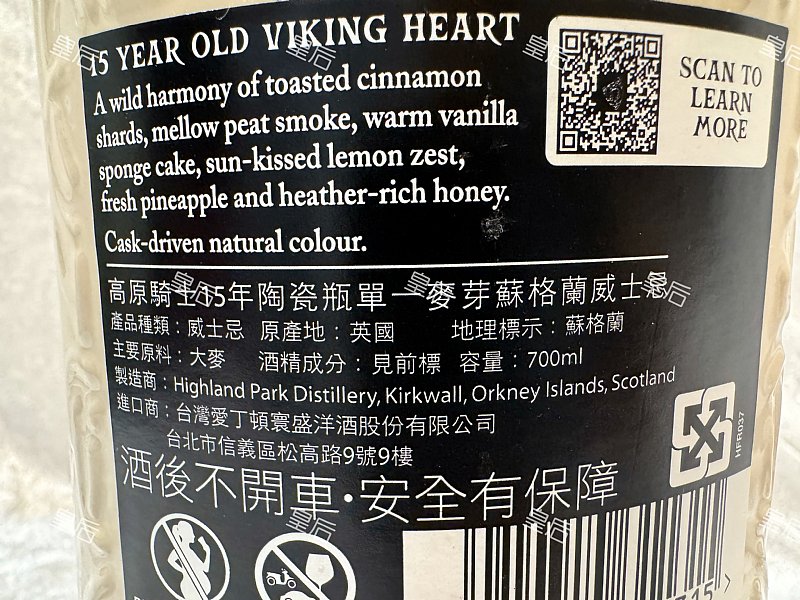 15 YEAR OLD VIKING HEART
A wild harmony of toasted cinnamon
shards, mellow peat smoke, warm vanilla
sponge cake, sun-kissed lemon zest,
fresh pineapple and heather-rich honey.
Cask-driven natural colour.
SCAN TO
LEARN
MORE
高原騎士15年陶瓷瓶單一麥芽蘇格蘭威士忌
產品種類：威士忌 原產地：英國 地理標示：蘇格蘭
主要原料：大麥 酒精成分：見前標 容量：700ml
製造商：Highland Park Distillery, Kirkwall, Orkney Islands, Scotland
進口商：台灣愛丁頓寰盛洋酒股份有限公司
台北市信義區松高路9號9樓
HFR037
酒後不開車·安全有保障
皇后